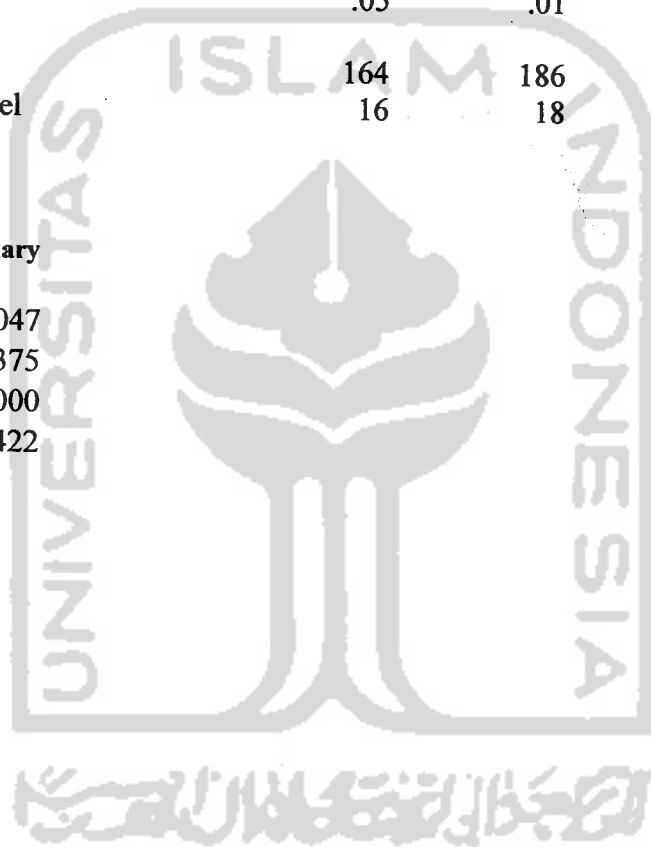 .05 .01
ISLAM
164 186
el 16 18
ary
047
375
000
422
UNIVERSITAS
INDONESIA